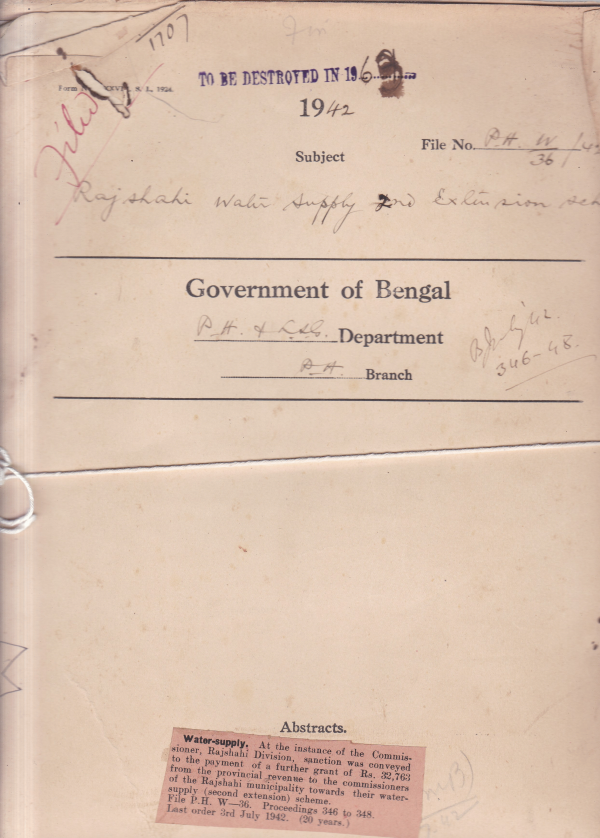 1707
Filed
TO BE DESTROYED IN 196
S. L., 1924.
1942
File No. P.H. W
36
Subject
Rajshahi Water Supply 2nd Extension
Government of Bengal
P.H. & L.S.G. Department
P.H. Branch
B July 42.
346-48.
Abstracts.
Water-supply. At the instance of the Commis-
sioner, Rajshahi Division, sanction was conveyed
to the payment of a further grant of Rs. 32,763
from the provincial revenue to the commissioners
of the Rajshahi municipality towards their water-
supply (second extension) scheme.
File P.H. W—36. Proceedings 346 to 348.
Last order 3rd July 1942. (20 years.)